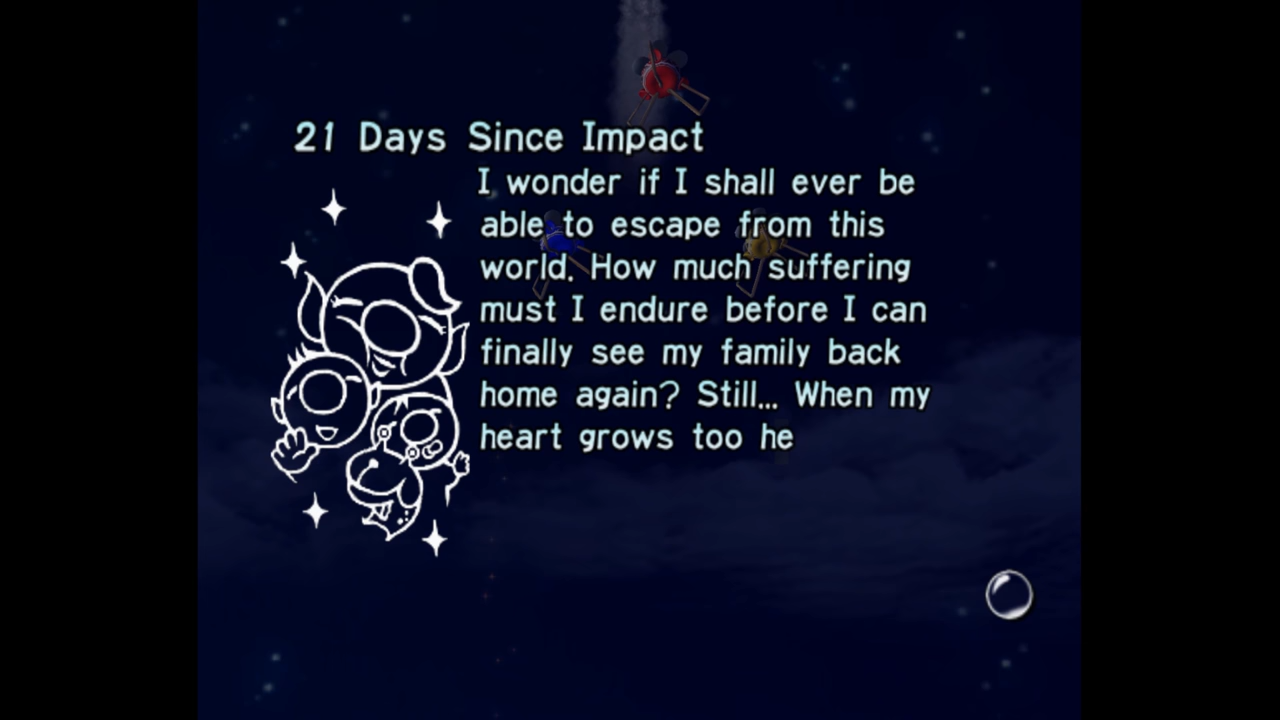 21 Days Since Impact
I wonder if I shall ever be
able to escape from this
world. How much suffering
must I endure before I can
finally see my family back
home again? Still... When my
heart grows too he